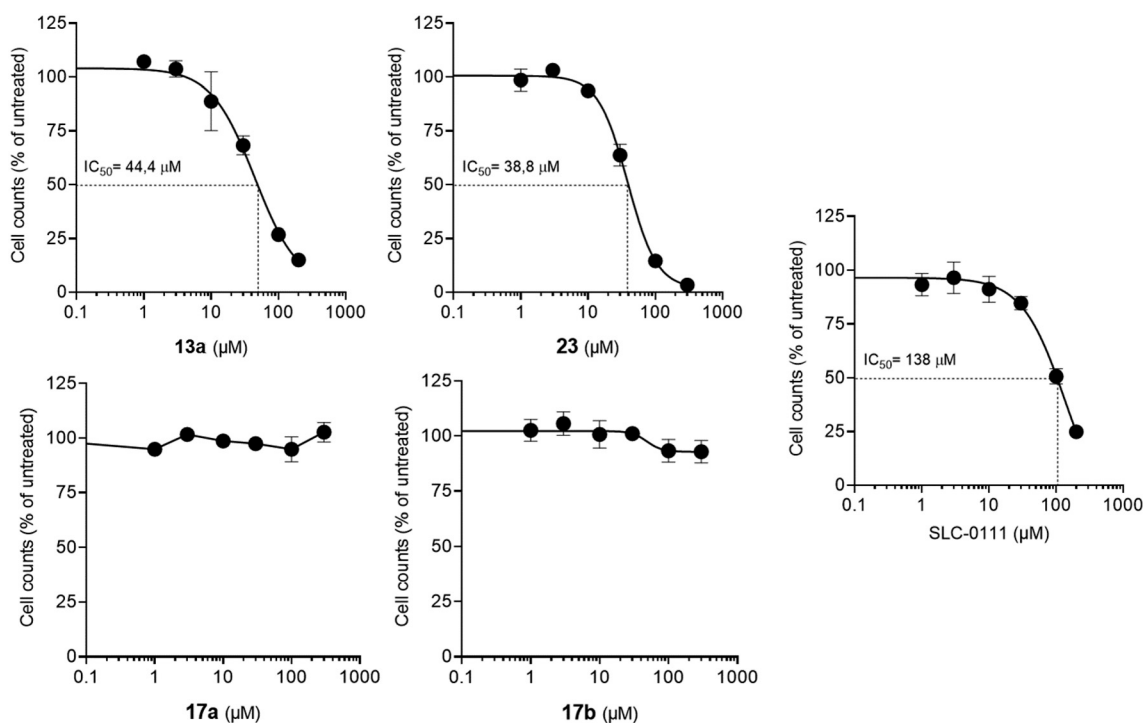 Cell counts (% of untreated)
125
100
75
50
25
0
IC50= 44,4 µM
0.1 1 10 100 1000
13a (µM)
Cell counts (% of untreated)
125
100
75
50
25
0
IC50= 38,8 µM
0.1 1 10 100 1000
23 (µM)
Cell counts (% of untreated)
125
100
75
50
25
0
IC50= 138 µM
0.1 1 10 100 1000
SLC-0111 (µM)
Cell counts (% of untreated)
125
100
75
50
25
0
0.1 1 10 100 1000
17a (µM)
Cell counts (% of untreated)
125
100
75
50
25
0
0.1 1 10 100 1000
17b (µM)